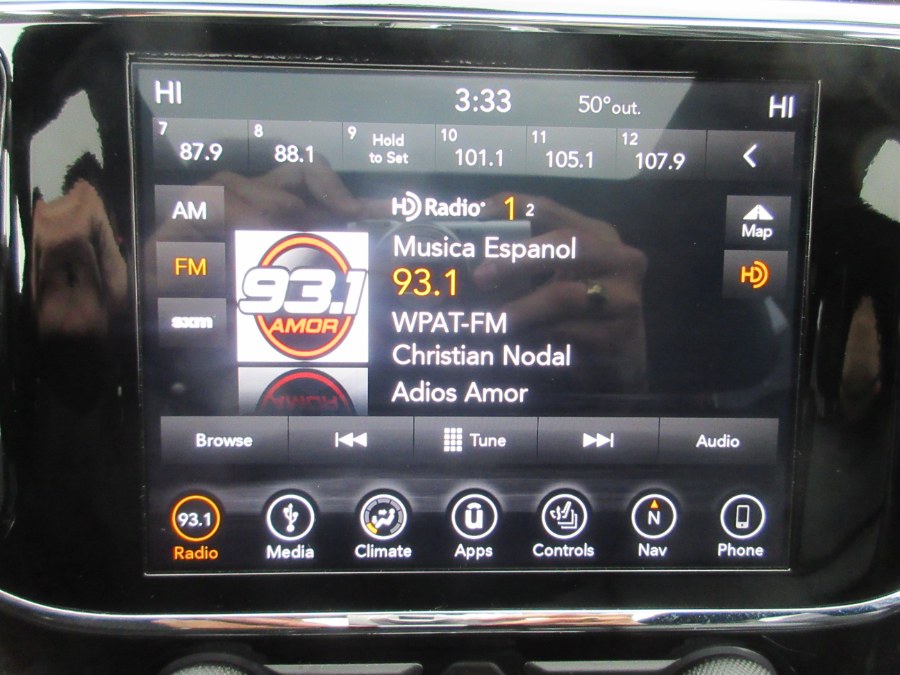 HI 3:33 50° out. HI
7 87.9 8 88.1 9 Hold to Set 10 101.1 11 105.1 12 107.9 <
AM
FM
sxm
93.1
AMOR
HD Radio 1 2
Musica Espanol
93.1
WPAT-FM
Christian Nodal
Adios Amor
Map
HD
Browse Tune Audio
93.1 ū N
Radio Media Climate Apps Controls Nav Phone